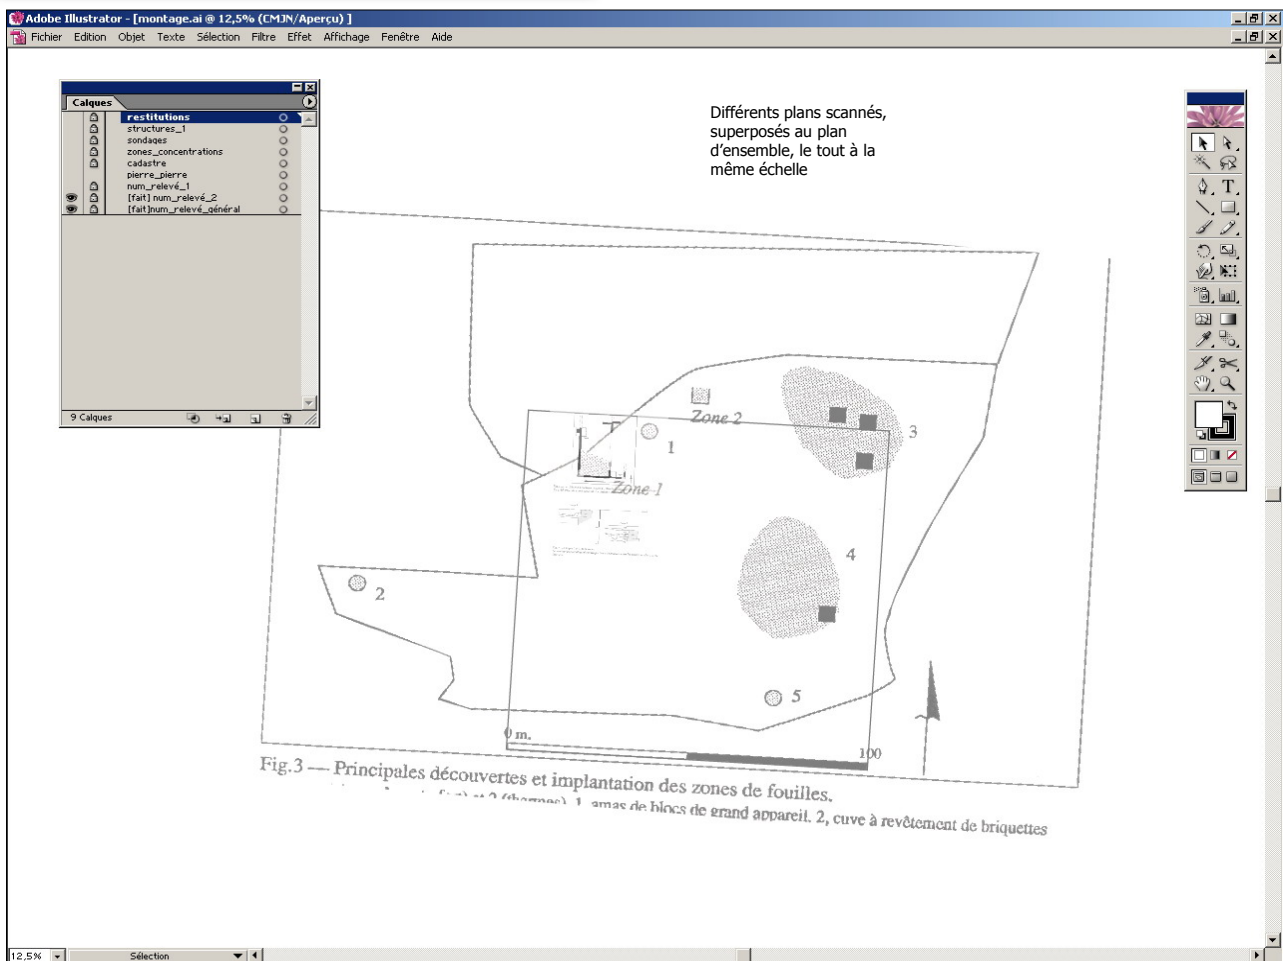 Adobe Illustrator - [montage.ai @ 12,5% (CMJN/Aperçu) ]
Fichier Edition Objet Texte Sélection Filtre Effet Affichage Fenêtre Aide
Calques
restitutions
structures_1
sondages
zones_concentrations
cadastre
pierre_pierre
num_relevé_1
[fait] num_relevé_2
[fait]num_relevé_général
9 Calques
Différents plans scannés,
superposés au plan
d'ensemble, le tout à la
même échelle
Zone 2
3
1
Zone 1
4
2
5
0 m.
100
Fig.3 — Principales découvertes et implantation des zones de fouilles.
et 2 (thermes). 1, amas de blocs de grand appareil. 2, cuve à revêtement de briquettes
12,5%
Sélection